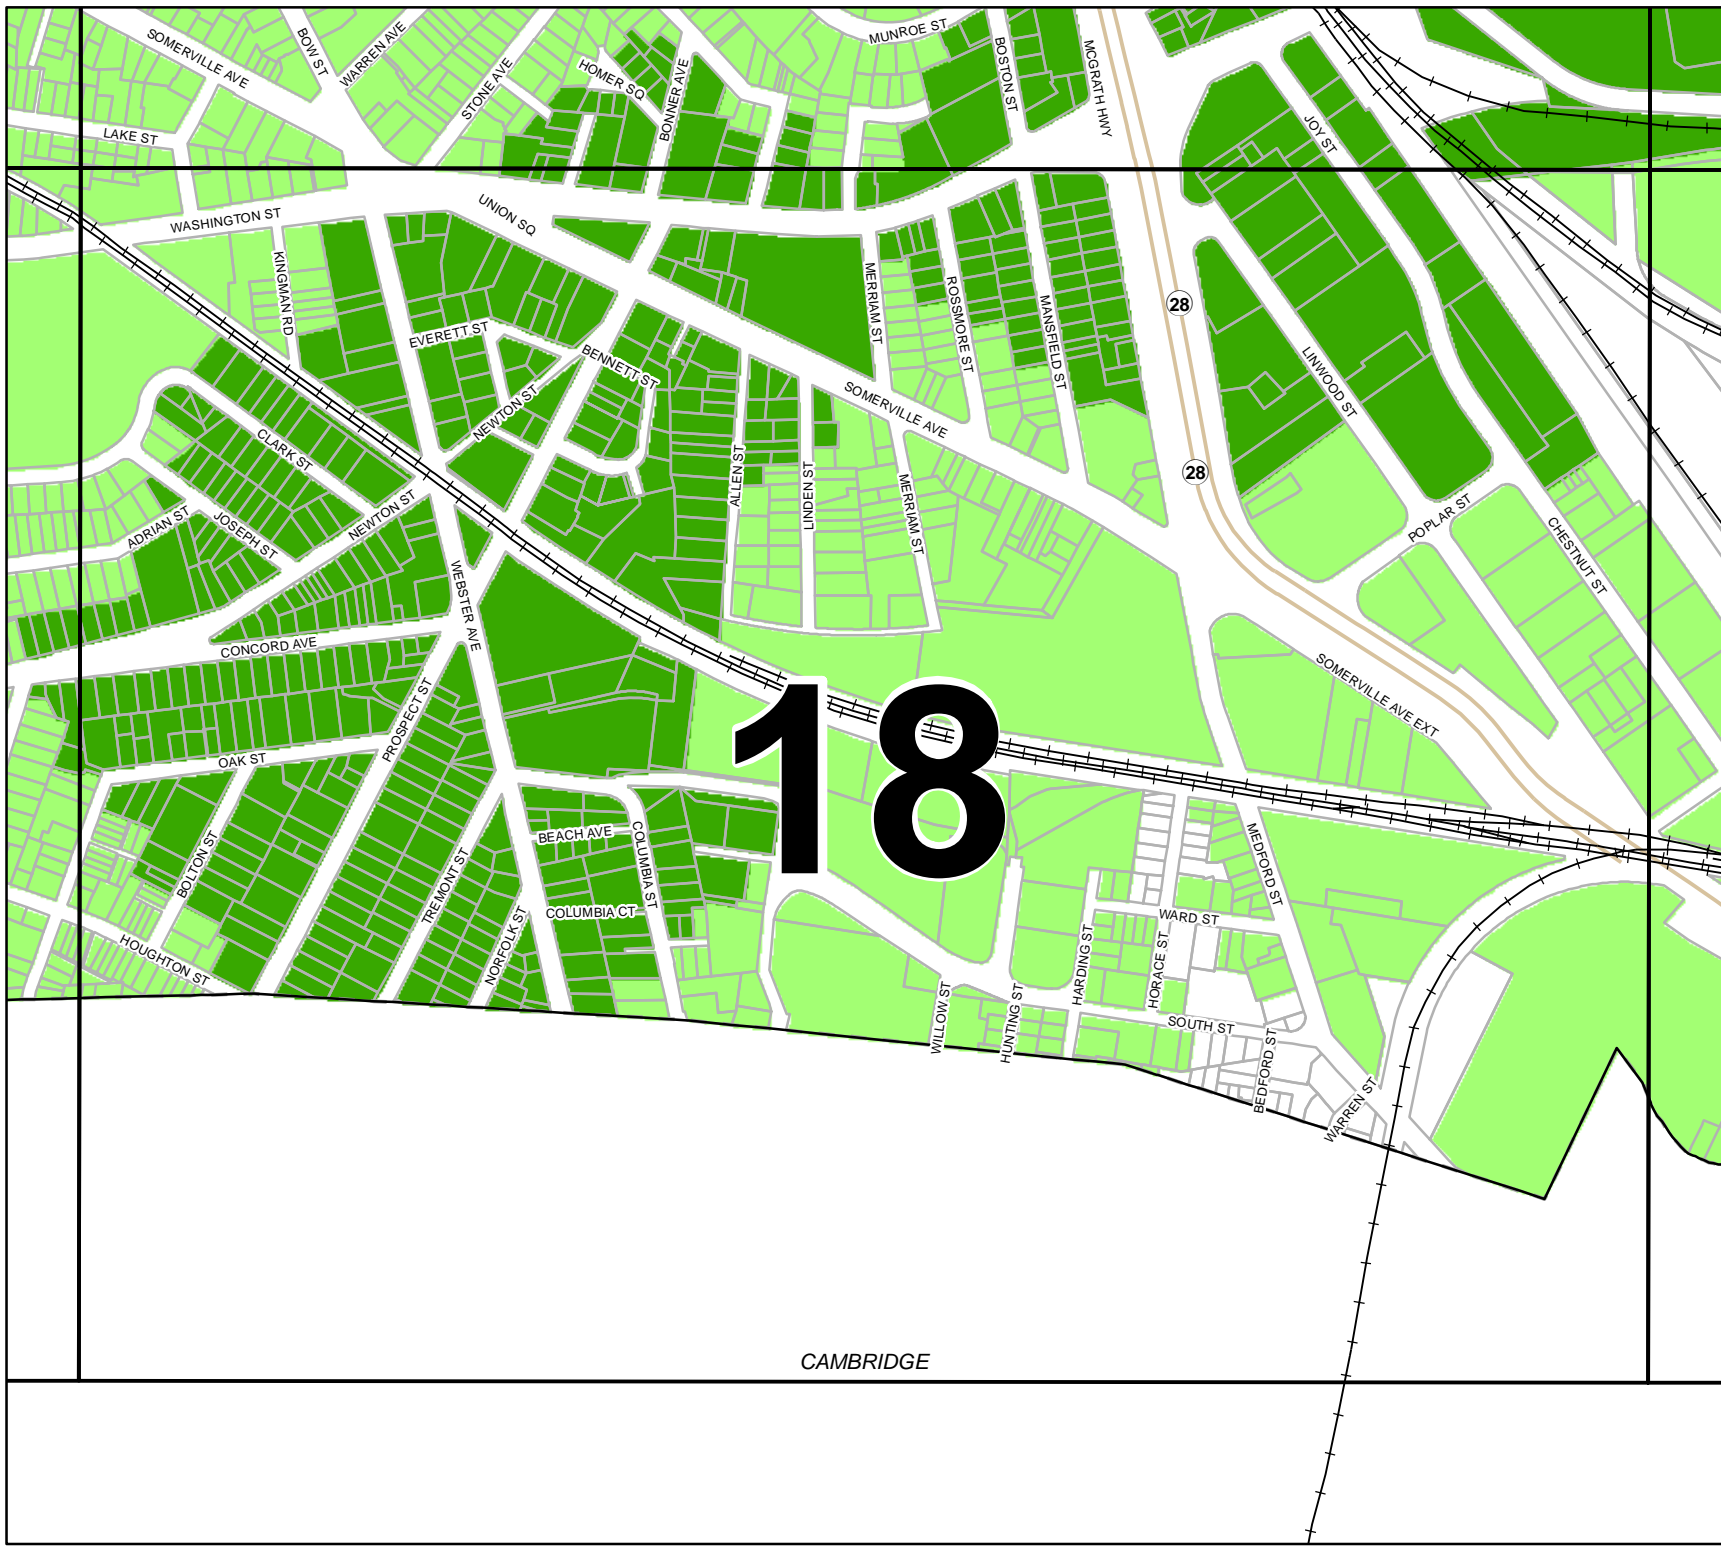 MUNROE ST
SOMERVILLE AVE
BOW ST
WARREN AVE
STONE AVE
HOMER SQ
BONNER AVE
BOSTON ST
MCGRATH HWY
LAKE ST
JOY ST
WASHINGTON ST
UNION SQ
KINGMAN RD
MERRIAM ST
ROSSMORE ST
MANSFIELD ST
28
EVERETT ST
BENNETT ST
LINWOOD ST
NEWTON ST
SOMERVILLE AVE
CLARK ST
ALLEN ST
LINDEN ST
MERRIAM ST
28
NEWTON ST
ADRIAN ST
JOSEPH ST
POPLAR ST
CHESTNUT ST
WEBSTER AVE
CONCORD AVE
SOMERVILLE AVE EXT
PROSPECT ST
OAK ST
18
BEACH AVE
COLUMBIA ST
MEDFORD ST
BOLTON ST
TREMONT ST
COLUMBIA CT
WARD ST
NORFOLK ST
HOUGHTON ST
HARDING ST
HORACE ST
WILLOW ST
HUNTING ST
SOUTH ST
BEDFORD ST
WARREN ST
CAMBRIDGE